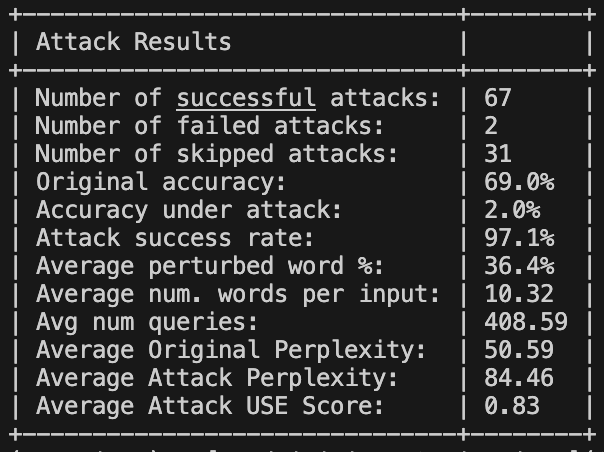 Attack Results
Number of successful attacks: 67
Number of failed attacks: 2
Number of skipped attacks: 31
Original accuracy: 69.0%
Accuracy under attack: 2.0%
Attack success rate: 97.1%
Average perturbed word %: 36.4%
Average num. words per input: 10.32
Avg num queries: 408.59
Average Original Perplexity: 50.59
Average Attack Perplexity: 84.46
Average Attack USE Score: 0.83